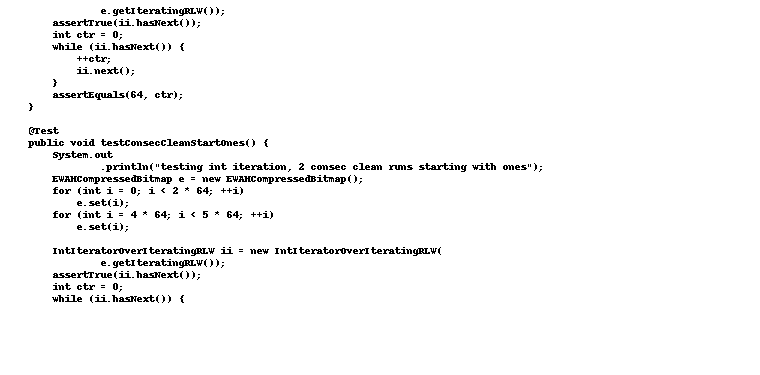 e.getIteratingRLW());
    assertTrue(ii.hasNext());
    int ctr = 0;
    while (ii.hasNext()) {
        ++ctr;
        ii.next();
    }
    assertEquals(64, ctr);
}

@Test
public void testConsecCleanStartOnes() {
    System.out
            .println("testing int iteration, 2 consec clean runs starting with ones");
    EWAHCompressedBitmap e = new EWAHCompressedBitmap();
    for (int i = 0; i < 2 * 64; ++i)
        e.set(i);
    for (int i = 4 * 64; i < 5 * 64; ++i)
        e.set(i);

    IntIteratorOverIteratingRLW ii = new IntIteratorOverIteratingRLW(
            e.getIteratingRLW());
    assertTrue(ii.hasNext());
    int ctr = 0;
    while (ii.hasNext()) {